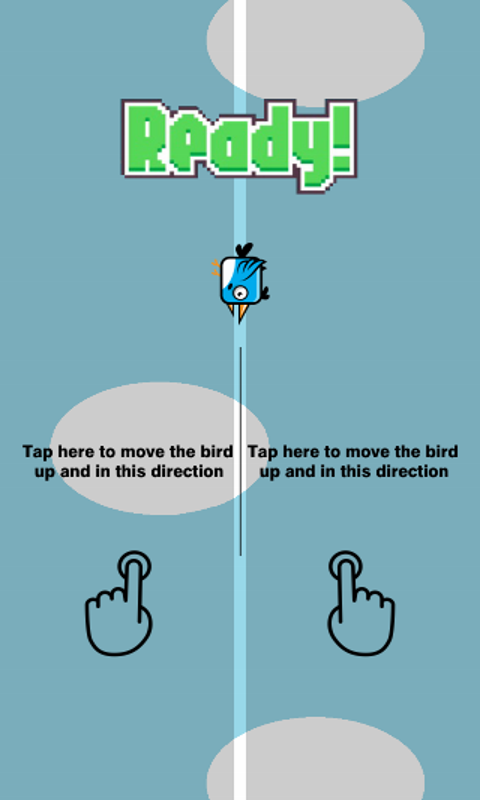 Ready!
Tap here to move the bird
up and in this direction
Tap here to move the bird
up and in this direction